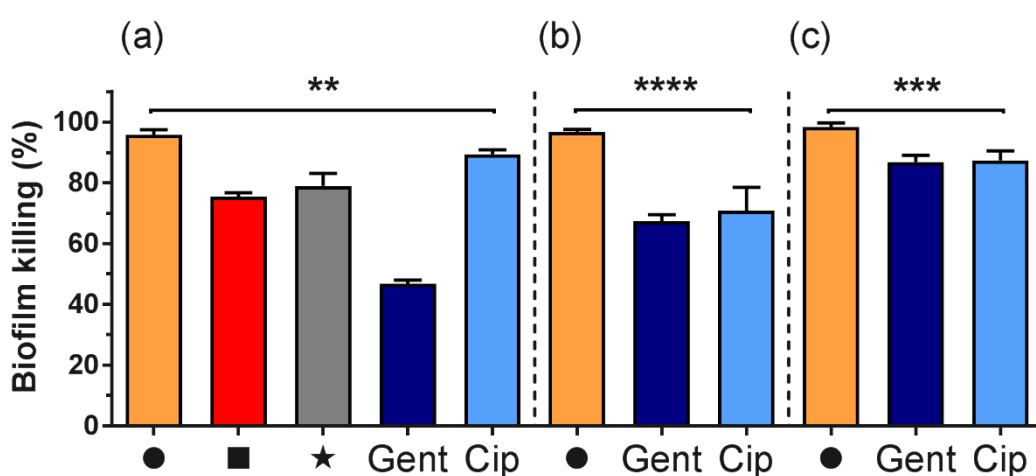 (a) (b) (c)
** **** ***
Biofilm killing (%)
100
80
60
40
20
0
● ■ ★ Gent Cip ● Gent Cip ● Gent Cip